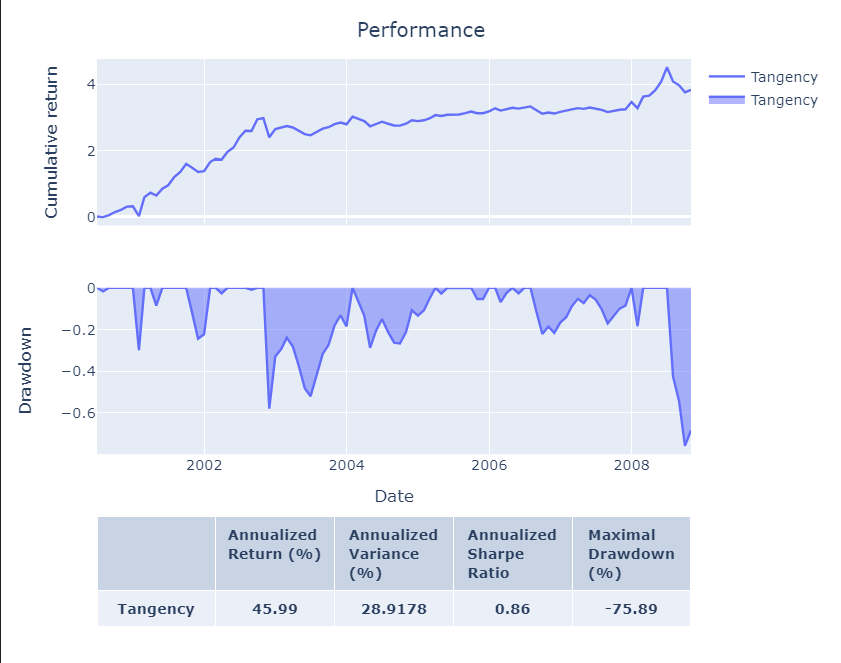 Performance
Cumulative return
4
2
0
Tangency
Tangency
Drawdown
0
−0.2
−0.4
−0.6
2002 2004 2006 2008
Date
Annualized Return (%) Annualized Variance (%) Annualized Sharpe Ratio Maximal Drawdown (%)
Tangency 45.99 28.9178 0.86 -75.89